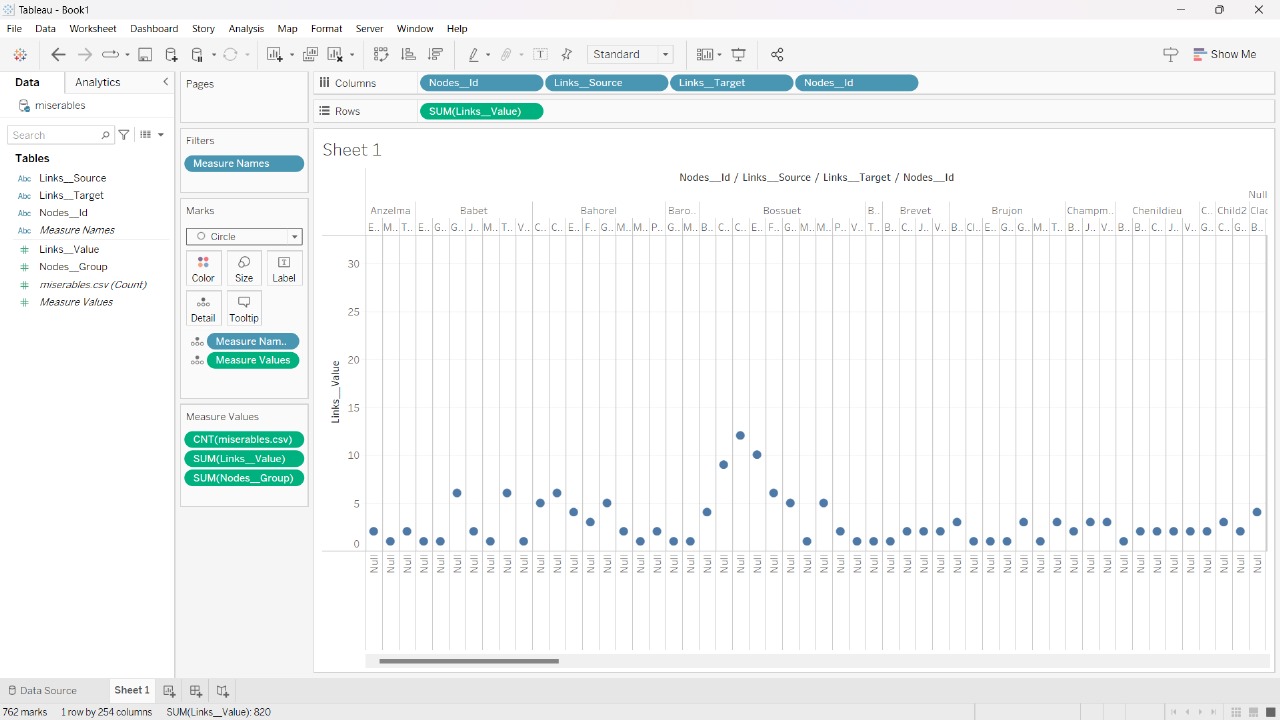 Tableau - Book1
File Data Worksheet Dashboard Story Analysis Map Format Server Window Help
Standard
Show Me
Data Analytics
miserables
Search
Tables
Abc Links__Source
Abc Links__Target
Abc Nodes__Id
Abc Measure Names
Links__Value
Nodes__Group
miserables.csv (Count)
Measure Values
Pages
Filters
Measure Names
Marks
Circle
Color Size Label
Detail Tooltip
Measure Nam..
Measure Values
Measure Values
CNT(miserables.csv)
SUM(Links__Value)
SUM(Nodes__Group)
Columns Nodes__Id Links__Source Links__Target Nodes__Id
Rows SUM(Links__Value)
Sheet 1
Nodes__Id / Links__Source / Links__Target / Nodes__Id
Null
Anzelma Babet Bahorel Baro.. Bossuet B.. Brevet Brujon Champm.. Chenildieu C.. Child2 Clac
E.. M.. T.. E.. G.. J.. M.. T.. V.. C.. C.. E.. F.. G.. M.. M.. P.. G.. M.. B.. C.. C.. E.. F.. G.. M.. M.. P.. V.. T.. B.. C.. J.. V.. B.. Cl.. E.. G.. G.. M.. T.. B.. J.. V.. B.. B.. C.. J.. V.. G.. C.. G.. B..
Links__Value
30
25
20
15
10
5
0
Null Null Null Null Null Null Null Null Null Null Null Null Null Null Null Null Null Null Null Null Null Null Null Null Null Null Null Null Null Null Null Null Null Null Null Null Null Null Null Null Null Null Null Null Null Null Null Null Null Null Null Null Null Null
Data Source Sheet 1
762 marks 1 row by 254 columns SUM(Links__Value): 820